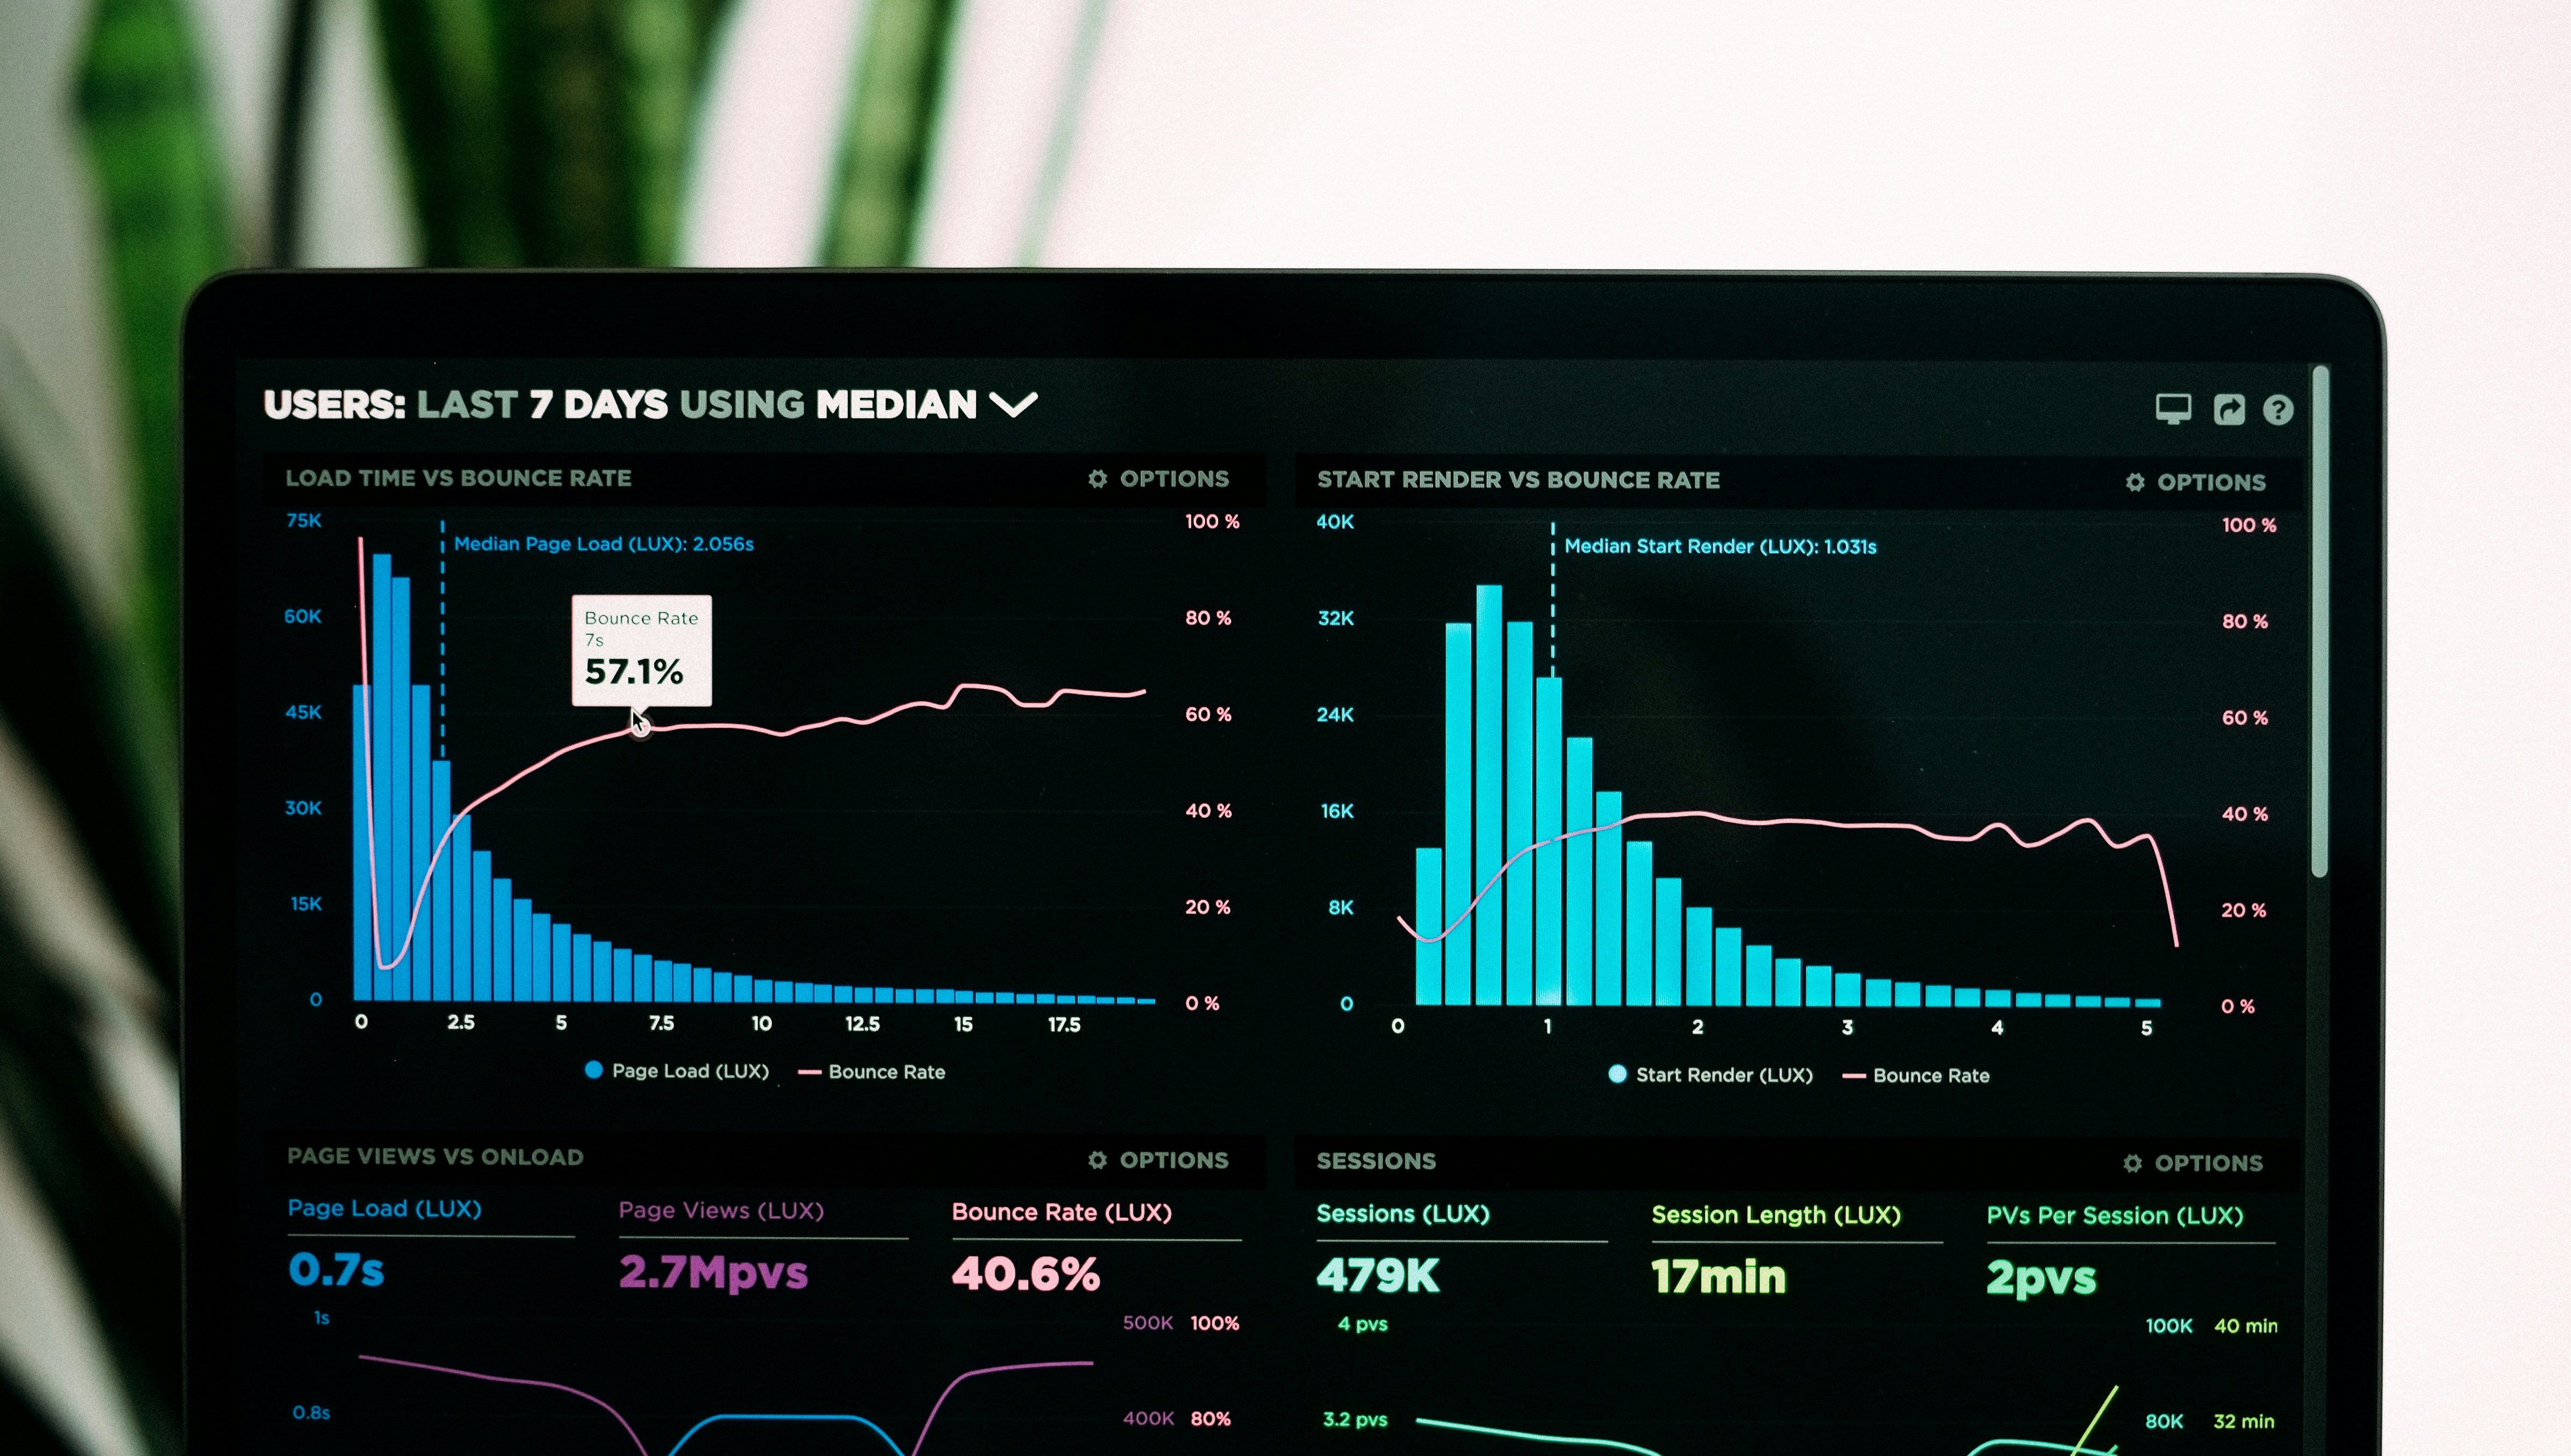 USERS: LAST 7 DAYS USING MEDIAN
LOAD TIME VS BOUNCE RATE
OPTIONS
75K
60K
45K
30K
15K
0
Median Page Load (LUX): 2.056s
Bounce Rate
7s
57.1%
100 %
80 %
60 %
40 %
20 %
0 %
0 2.5 5 7.5 10 12.5 15 17.5
Page Load (LUX) Bounce Rate
START RENDER VS BOUNCE RATE
OPTIONS
40K
32K
24K
16K
8K
0
Median Start Render (LUX): 1.031s
100 %
80 %
60 %
40 %
20 %
0 %
0 1 2 3 4 5
Start Render (LUX) Bounce Rate
PAGE VIEWS VS ONLOAD
OPTIONS
Page Load (LUX) Page Views (LUX) Bounce Rate (LUX)
0.7s 2.7Mpvs 40.6%
1s 500K 100%
0.8s 400K 80%
SESSIONS
OPTIONS
Sessions (LUX) Session Length (LUX) PVs Per Session (LUX)
479K 17min 2pvs
4 pvs 100K 40 min
3.2 pvs 80K 32 min